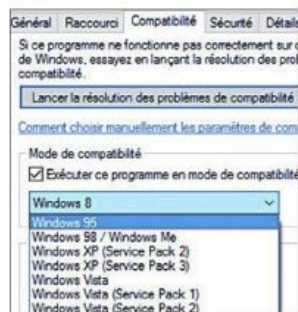 Général Raccourci Compatibilité Sécurité Détails
Si ce programme ne fonctionne pas correctement sur
de Windows, essayez en lançant la résolution des
compatibilité.
Lancer la résolution des problèmes de compatibilité
Comment choisir manuellement les paramètres de
Mode de compatibilité
Exécuter ce programme en mode de compatibilité
Windows 8
Windows 95
Windows 98 / Windows Me
Windows XP (Service Pack 2)
Windows XP (Service Pack 3)
Windows Vista
Windows Vista (Service Pack 1)
Windows Vista (Service Pack 2)